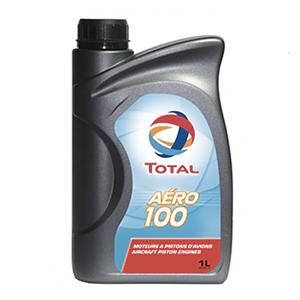 TOTAL
AÉRO
100
MOTEURS A PISTONS D'AVIONS
AIRCRAFT PISTON ENGINES
1L